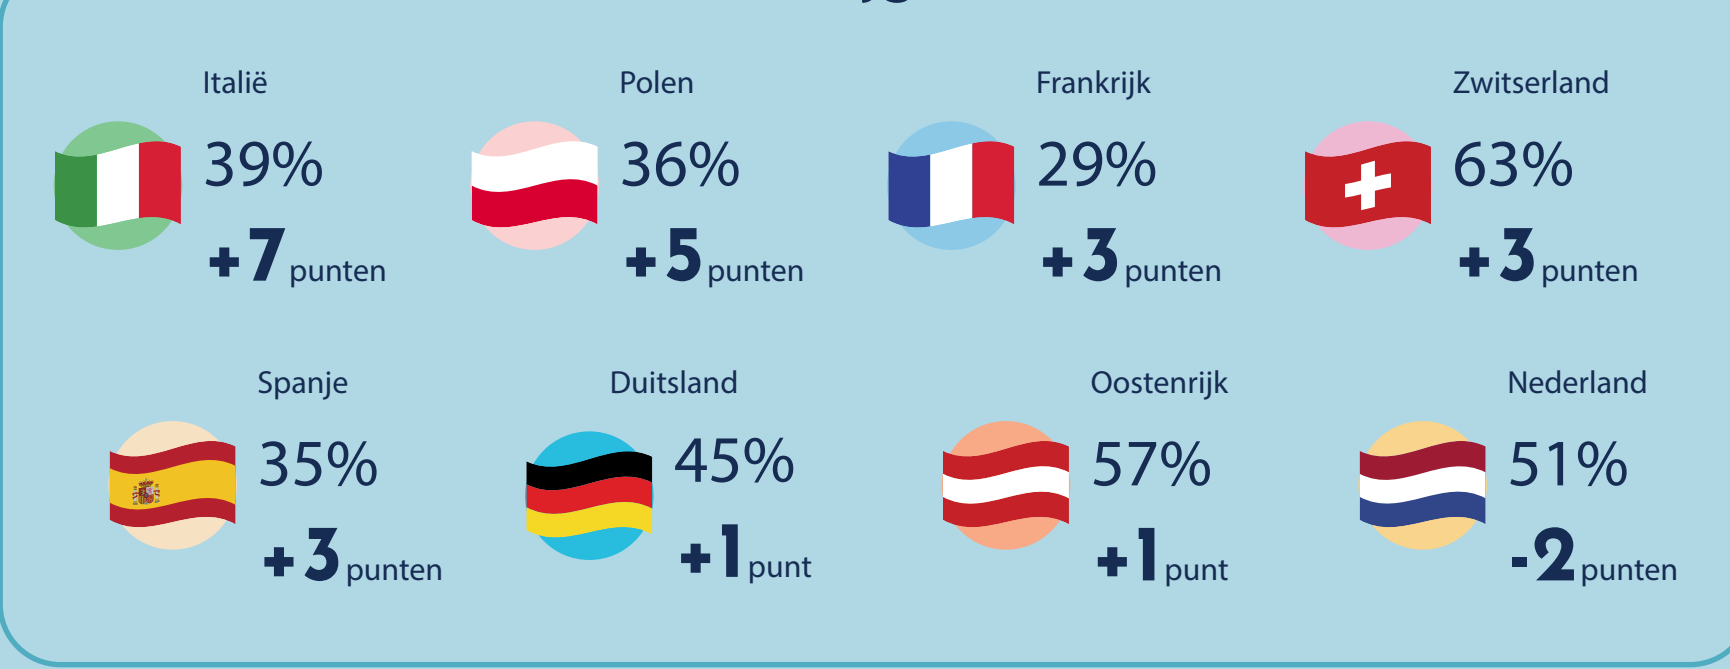 Italië
39%
+7 punten
Polen
36%
+5 punten
Frankrijk
29%
+3 punten
Zwitserland
63%
+3 punten
Spanje
35%
+3 punten
Duitsland
45%
+1 punt
Oostenrijk
57%
+1 punt
Nederland
51%
-2 punten